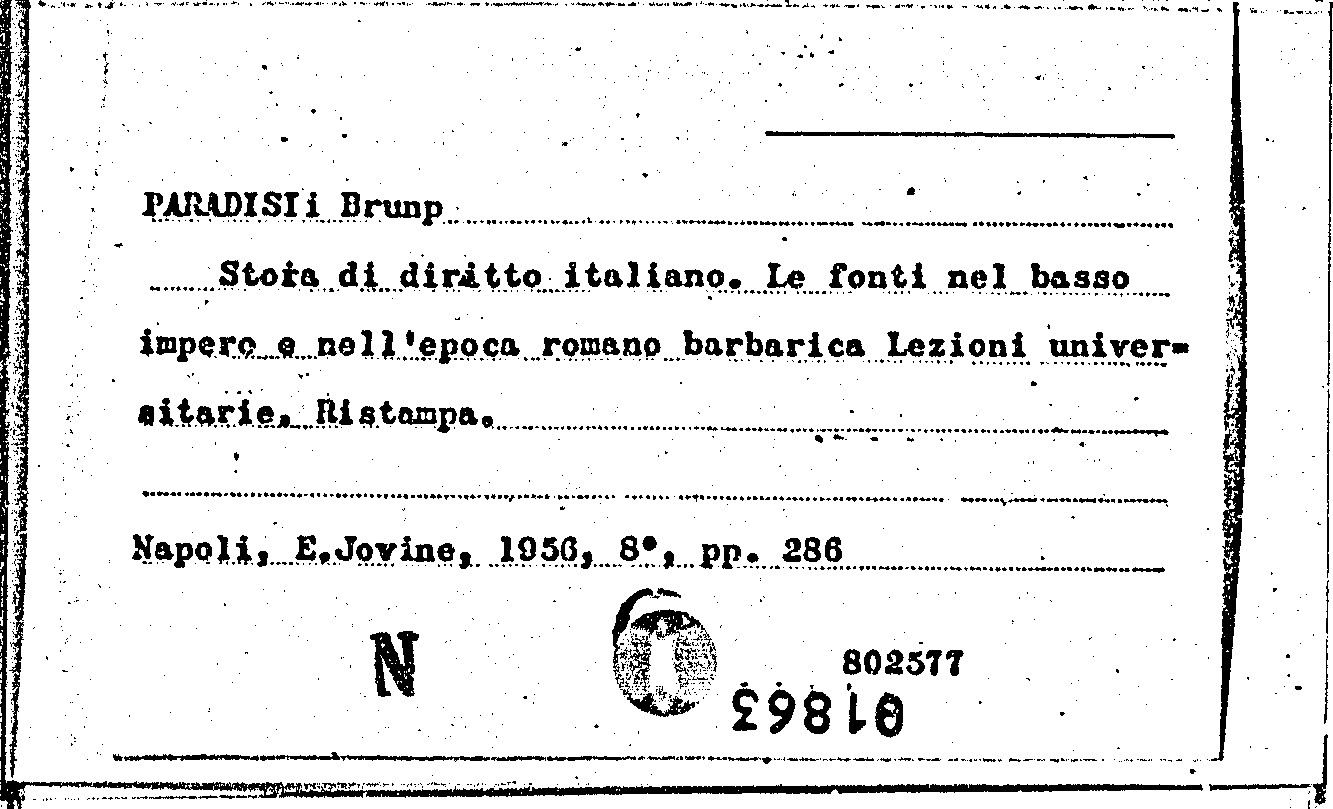 PARADISIi Brunp
Stoia di diritto italiano. Le fonti nel basso
impero e nell'epoca romano barbarica Lezioni univer=
sitarie. Ristampa.
Napoli, E.Jovine, 1956, 8°, pp. 286
N
802577
01863